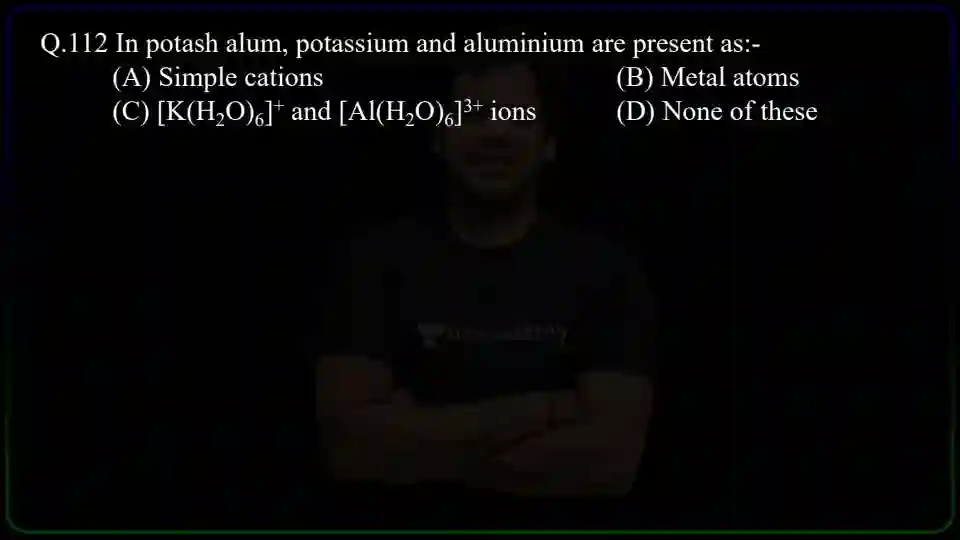 Q.112 In potash alum, potassium and aluminium are present as:-
(A) Simple cations (B) Metal atoms
(C) [K(H₂O)₆]⁺ and [Al(H₂O)₆]³⁺ ions (D) None of these